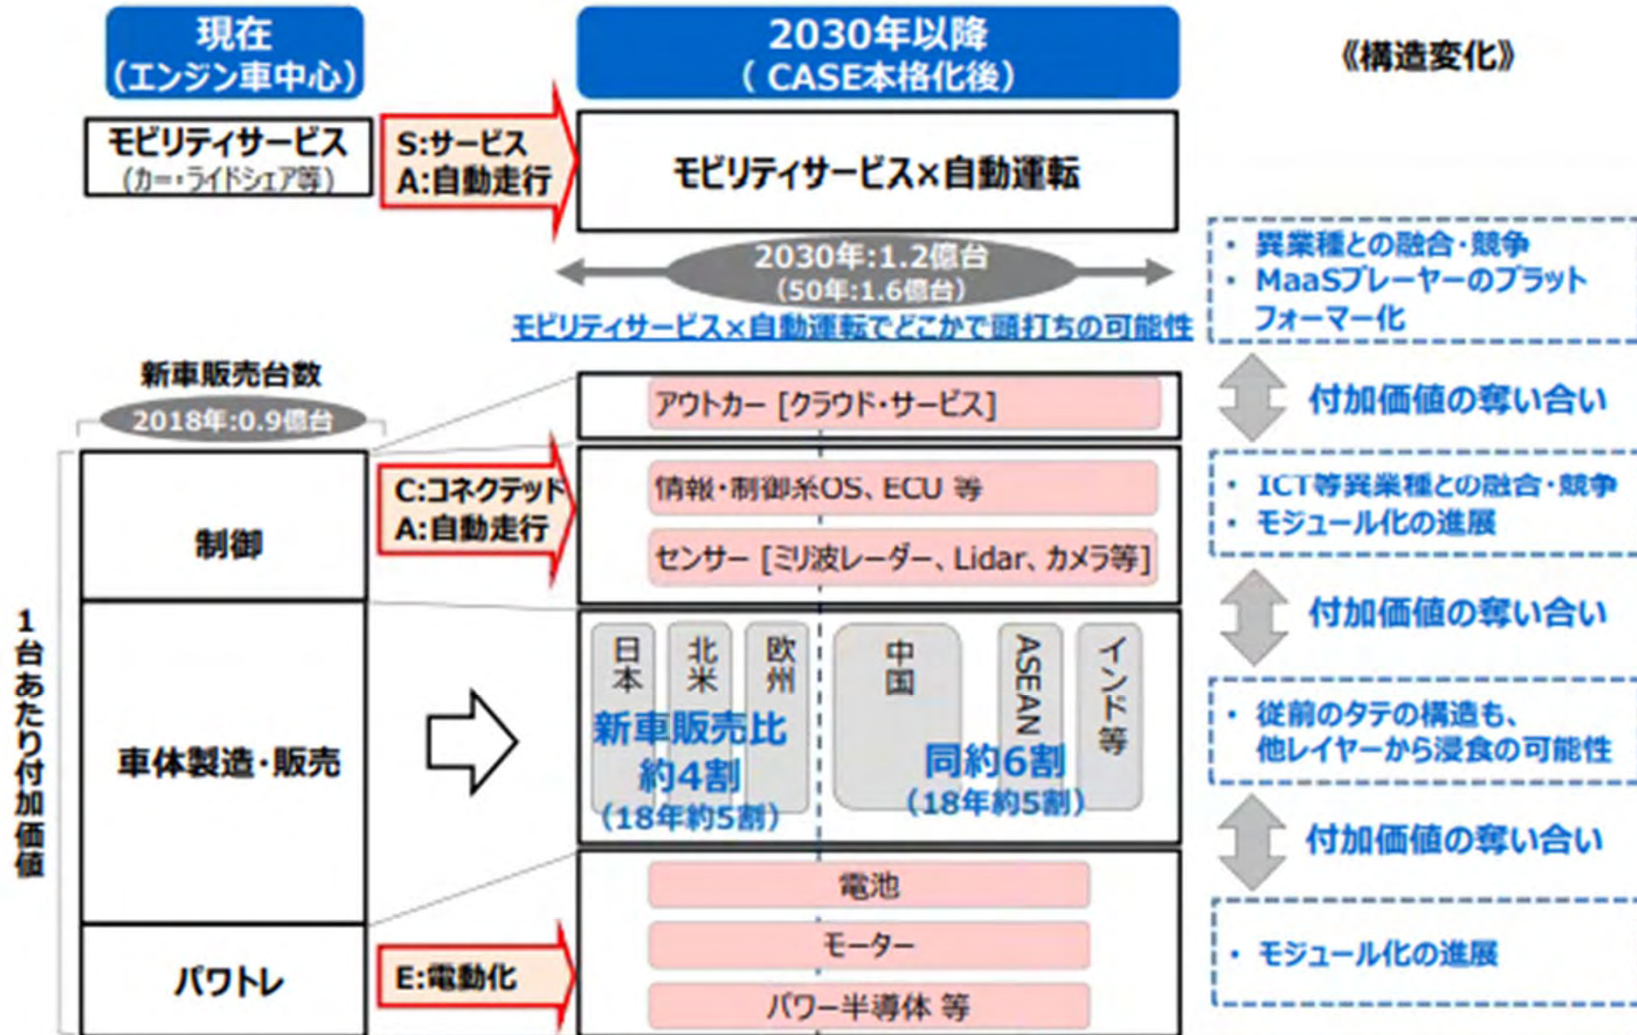 現在
（エンジン車中心）
2030年以降
（ CASE本格化後）
《構造変化》
モビリティサービス
（カー・ライドシェア等）
S:サービス
A:自動走行
モビリティサービス×自動運転
2030年:1.2億台
（50年:1.6億台）
モビリティサービス×自動運転でどこかで頭打ちの可能性
・ 異業種との融合・競争
・ MaaSプレーヤーのプラット
フォーマー化
付加価値の奪い合い
新車販売台数
2018年:0.9億台
1台あたり付加価値
制御
C:コネクテッド
A:自動走行
アウトカー [クラウド・サービス]
情報・制御系OS、ECU 等
センサー [ミリ波レーダー、Lidar、カメラ等]
・ ICT等異業種との融合・競争
・ モジュール化の進展
付加価値の奪い合い
車体製造・販売
日本
北米
欧州
中国
ASEAN
インド等
新車販売比
約4割
（18年約5割）
同約6割
（18年約5割）
・ 従前のタテの構造も、
他レイヤーから浸食の可能性
付加価値の奪い合い
パワトレ
E:電動化
電池
モーター
パワー半導体 等
・ モジュール化の進展